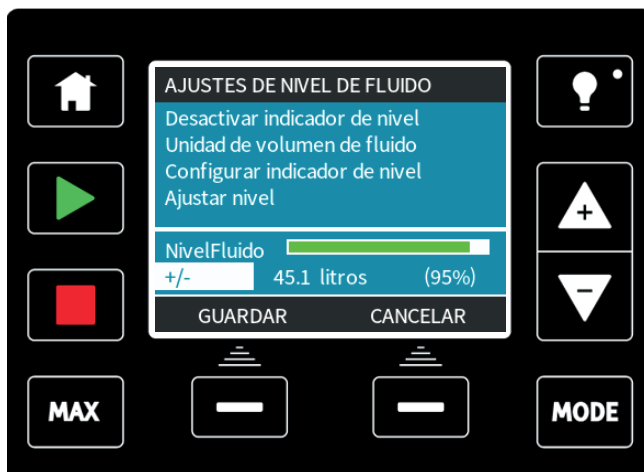 AJUSTES DE NIVEL DE FLUIDO
Desactivar indicador de nivel
Unidad de volumen de fluido
Configurar indicador de nivel
Ajustar nivel
NivelFluido
+/- 45.1 litros (95%)
GUARDAR CANCELAR
+
-
MAX MODE